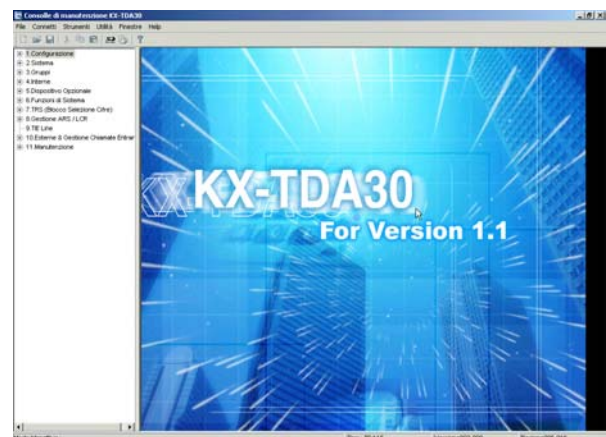 Consolle di manutenzione KX-TDA30
File Connetti Strumenti Utilità Finestre Help
1.Configurazione
2.Sistema
3.Gruppi
4.Interne
5.Dispositivo Opzionale
6.Funzioni di Sistema
7.TRS (Blocco Selezione Cifre)
8.Gestione ARS / LCR
9.TIE Line
10.Esterne & Gestione Chiamate Entrar
11.Manutenzione
KX-TDA30
For Version 1.1